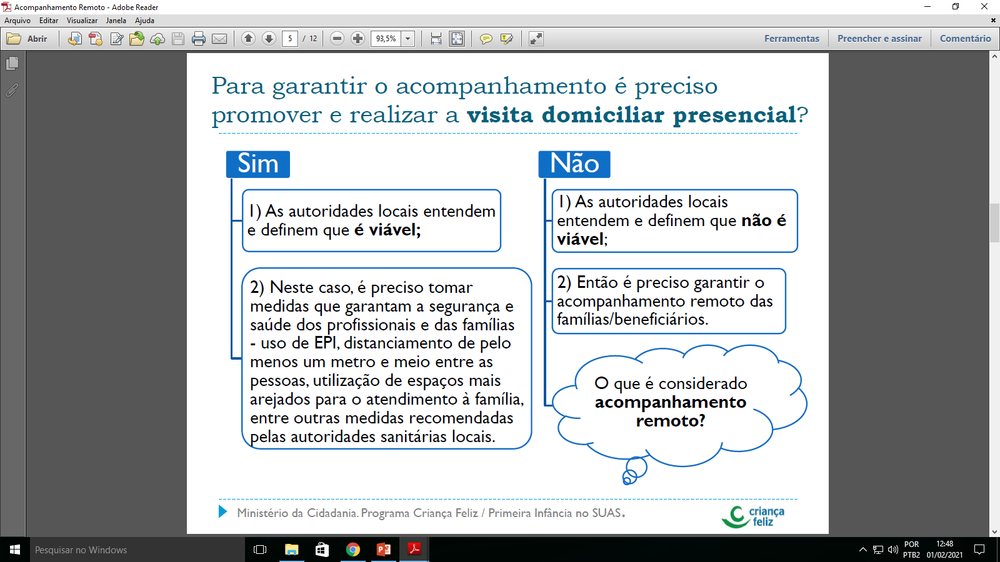 Acompanhamento Remoto - Adobe Reader
Arquivo Editar Visualizar Janela Ajuda
Abrir 5 / 12 93,5% Ferramentas Preencher e assinar Comentário
Para garantir o acompanhamento é preciso
promover e realizar a visita domiciliar presencial?
Sim
1) As autoridades locais entendem
e definem que é viável;
2) Neste caso, é preciso tomar
medidas que garantam a segurança e
saúde dos profissionais e das famílias
- uso de EPI, distanciamento de pelo
menos um metro e meio entre as
pessoas, utilização de espaços mais
arejados para o atendimento à família,
entre outras medidas recomendadas
pelas autoridades sanitárias locais.
Não
1) As autoridades locais
entendem e definem que não é
viável;
2) Então é preciso garantir o
acompanhamento remoto das
famílias/beneficiários.
O que é considerado
acompanhamento
remoto?
Ministério da Cidadania. Programa Criança Feliz / Primeira Infância no SUAS.
criança
feliz
Pesquisar no Windows
POR
PTB2
12:48
01/02/2021